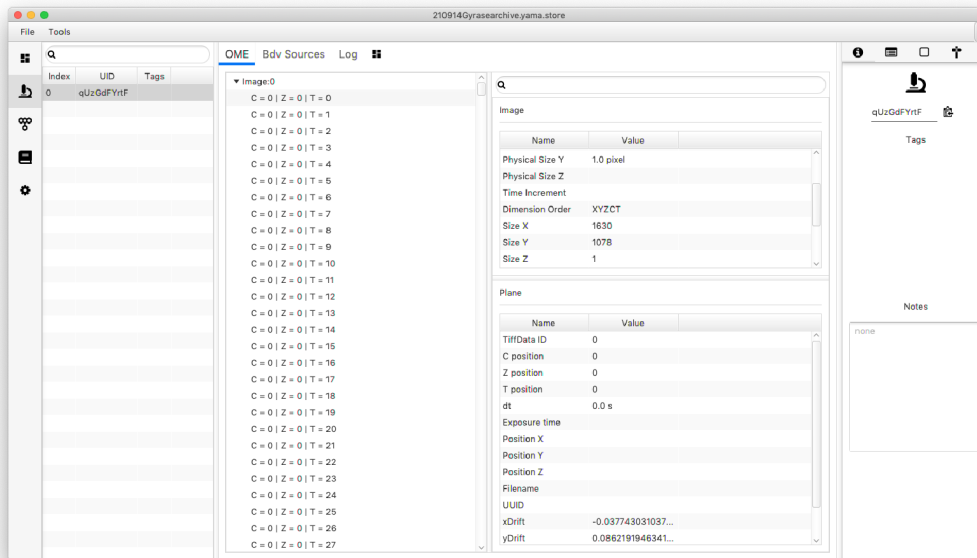 210914Gyrasearchive.yama.store
File Tools
Index UID Tags
0 qUzGdFYrtF
OME Bdv Sources Log
Image:0
C = 0 | Z = 0 | T = 0
C = 0 | Z = 0 | T = 1
C = 0 | Z = 0 | T = 2
C = 0 | Z = 0 | T = 3
C = 0 | Z = 0 | T = 4
C = 0 | Z = 0 | T = 5
C = 0 | Z = 0 | T = 6
C = 0 | Z = 0 | T = 7
C = 0 | Z = 0 | T = 8
C = 0 | Z = 0 | T = 9
C = 0 | Z = 0 | T = 10
C = 0 | Z = 0 | T = 11
C = 0 | Z = 0 | T = 12
C = 0 | Z = 0 | T = 13
C = 0 | Z = 0 | T = 14
C = 0 | Z = 0 | T = 15
C = 0 | Z = 0 | T = 16
C = 0 | Z = 0 | T = 17
C = 0 | Z = 0 | T = 18
C = 0 | Z = 0 | T = 19
C = 0 | Z = 0 | T = 20
C = 0 | Z = 0 | T = 21
C = 0 | Z = 0 | T = 22
C = 0 | Z = 0 | T = 23
C = 0 | Z = 0 | T = 24
C = 0 | Z = 0 | T = 25
C = 0 | Z = 0 | T = 26
C = 0 | Z = 0 | T = 27
Image
Name Value
Physical Size Y 1.0 pixel
Physical Size Z
Time Increment
Dimension Order XYZCT
Size X 1630
Size Y 1078
Size Z 1
Plane
Name Value
TiffData ID 0
C position 0
Z position 0
T position 0
dt 0.0 s
Exposure time
Position X
Position Y
Position Z
Filename
UUID
xDrift -0.037743031037...
yDrift 0.0862191946341...
qUzGdFYrtF
Tags
Notes
none